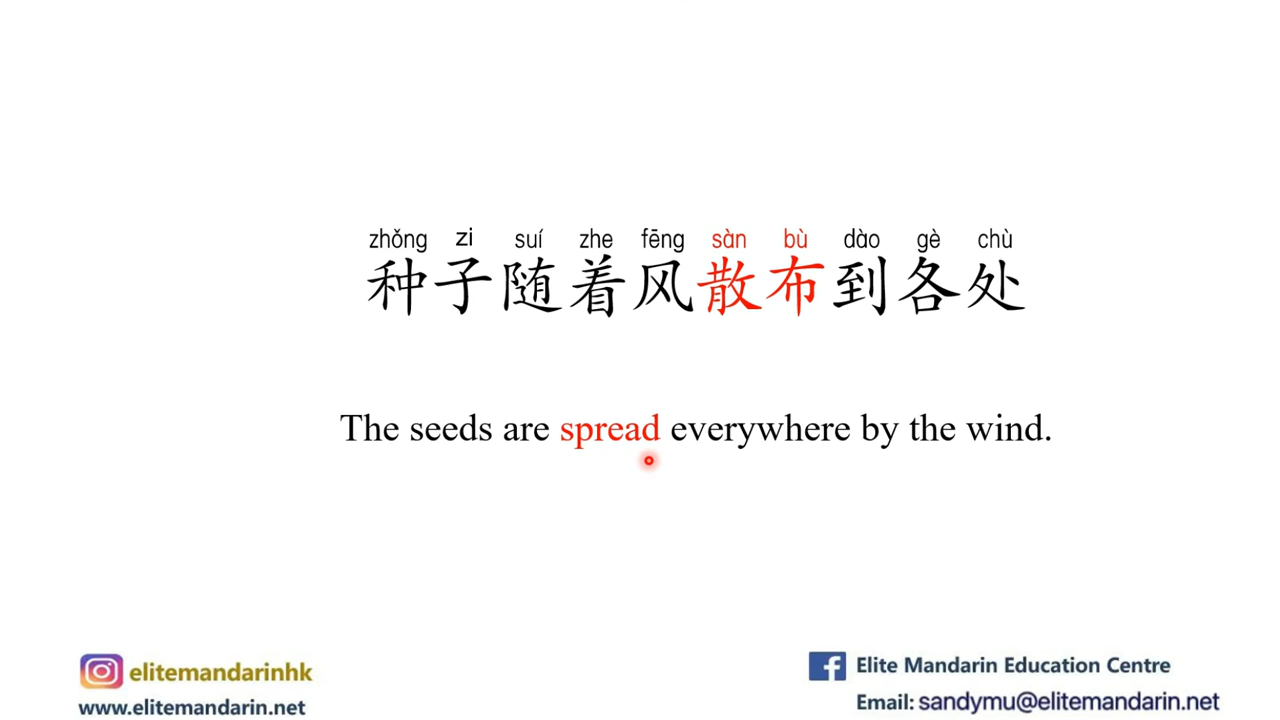 zhǒng zi suí zhe fēng sàn bù dào gè chù
种子随着风散布到各处
The seeds are spread everywhere by the wind.
elitemandarinhk
www.elitemandarin.net
Elite Mandarin Education Centre
Email: sandymu@elitemandarin.net